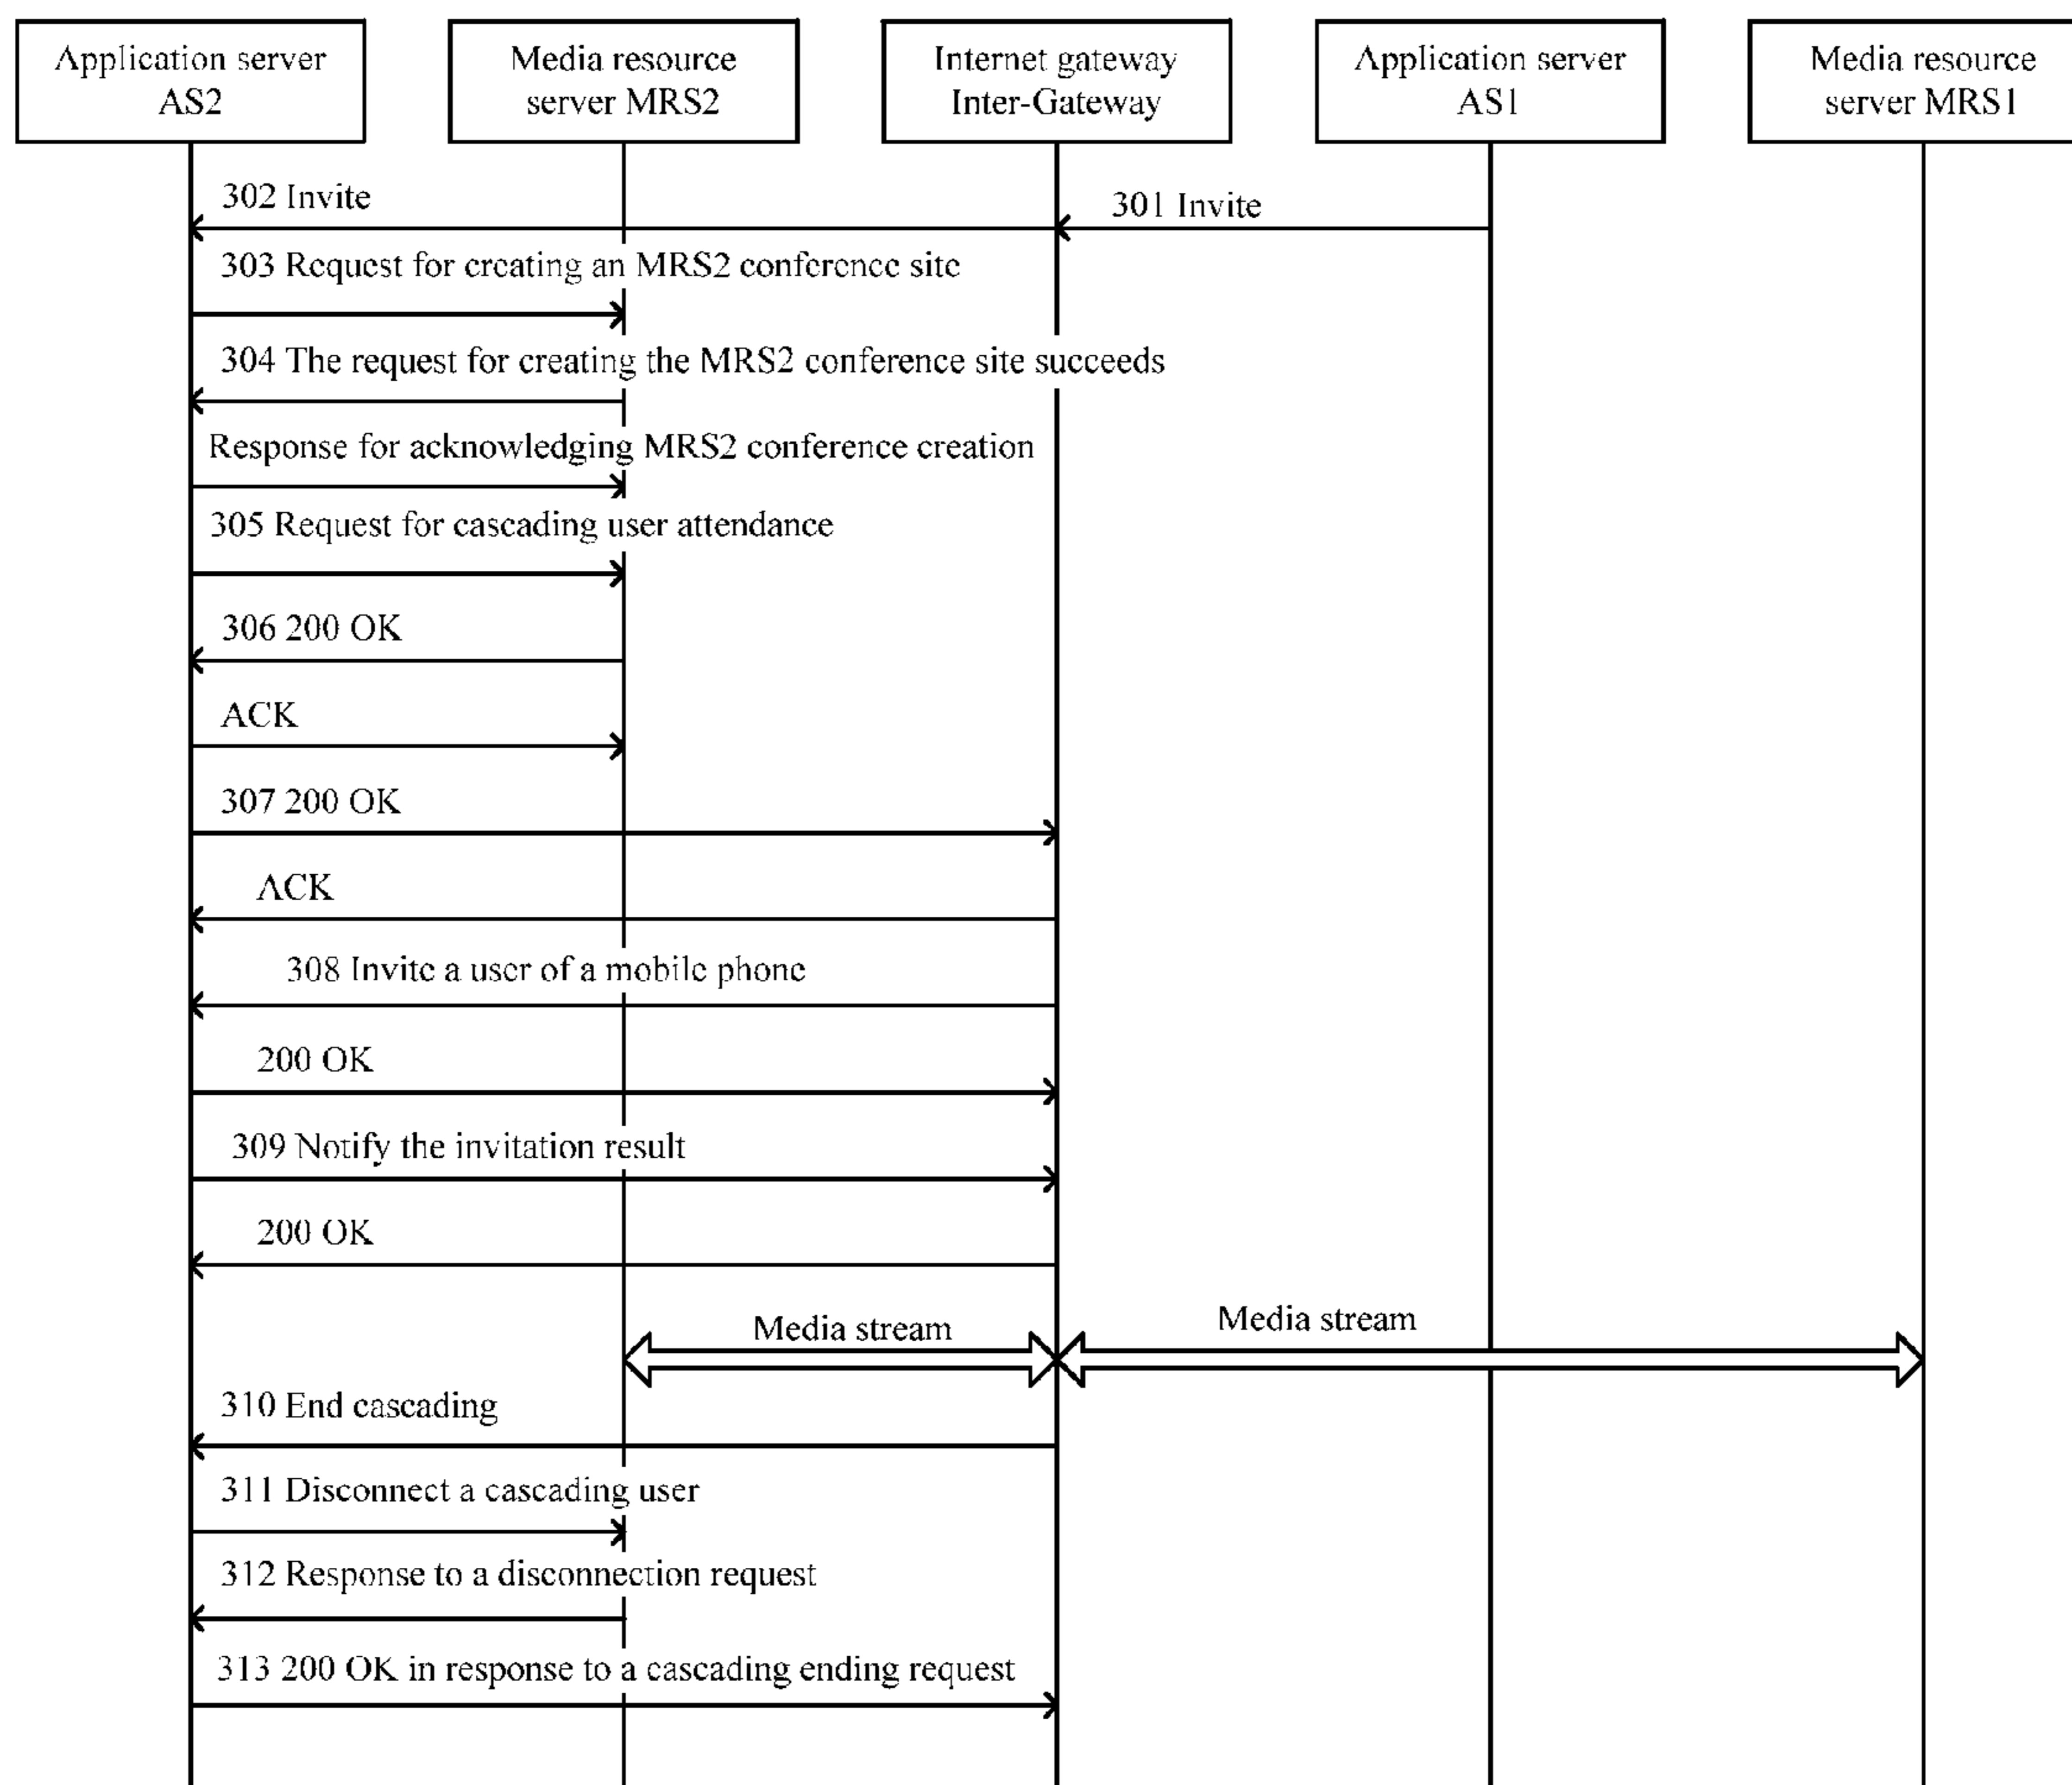 Application server
AS2
Media resource
server MRS2
Internet gateway
Inter-Gateway
Application server
AS1
Media resource
server MRS1
302 Invite
301 Invite
303 Request for creating an MRS2 conference site
304 The request for creating the MRS2 conference site succeeds
Response for acknowledging MRS2 conference creation
305 Request for cascading user attendance
306 200 OK
ACK
307 200 OK
ACK
308 Invite a user of a mobile phone
200 OK
309 Notify the invitation result
200 OK
Media stream
Media stream
310 End cascading
311 Disconnect a cascading user
312 Response to a disconnection request
313 200 OK in response to a cascading ending request